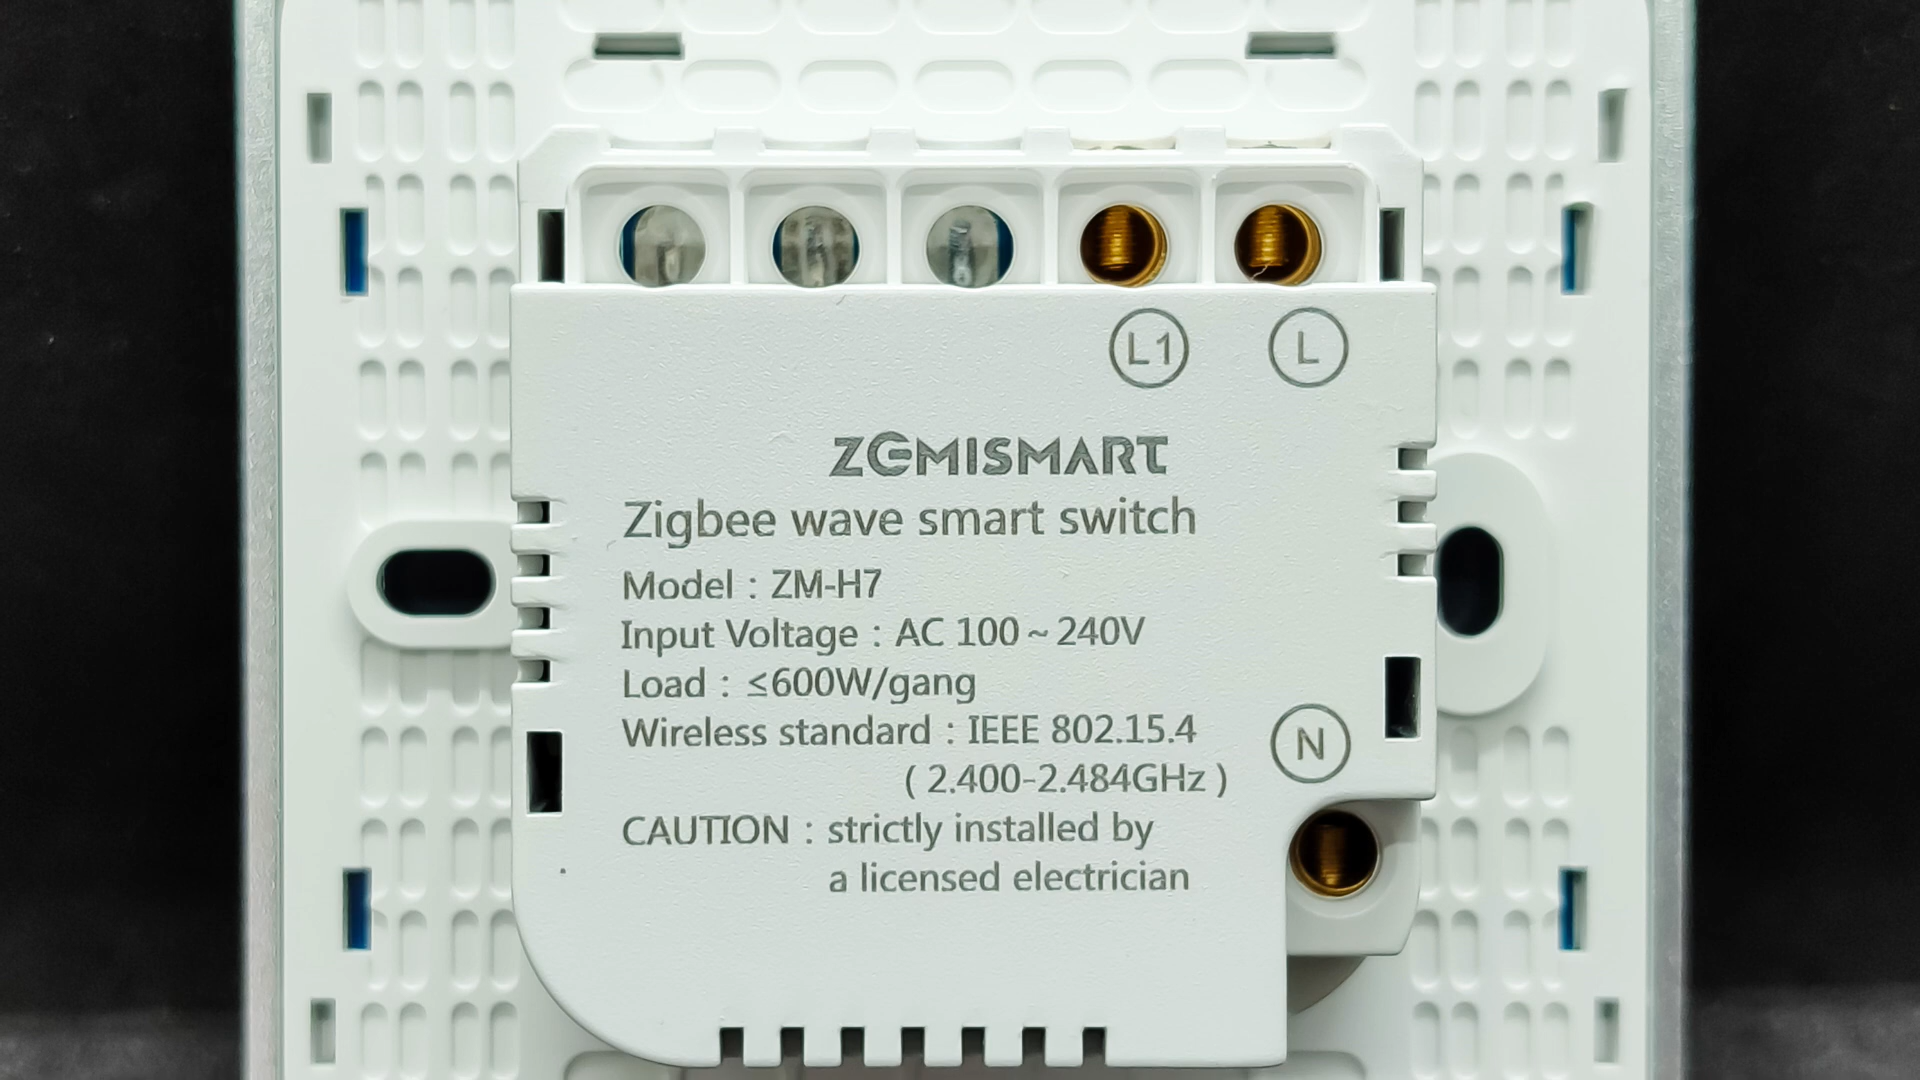 L1 L
ZEMISMART
Zigbee wave smart switch
Model : ZM-H7
Input Voltage : AC 100 ~ 240V
Load : ≤600W/gang
Wireless standard : IEEE 802.15.4
( 2.400-2.484GHz )
N
CAUTION : strictly installed by
a licensed electrician